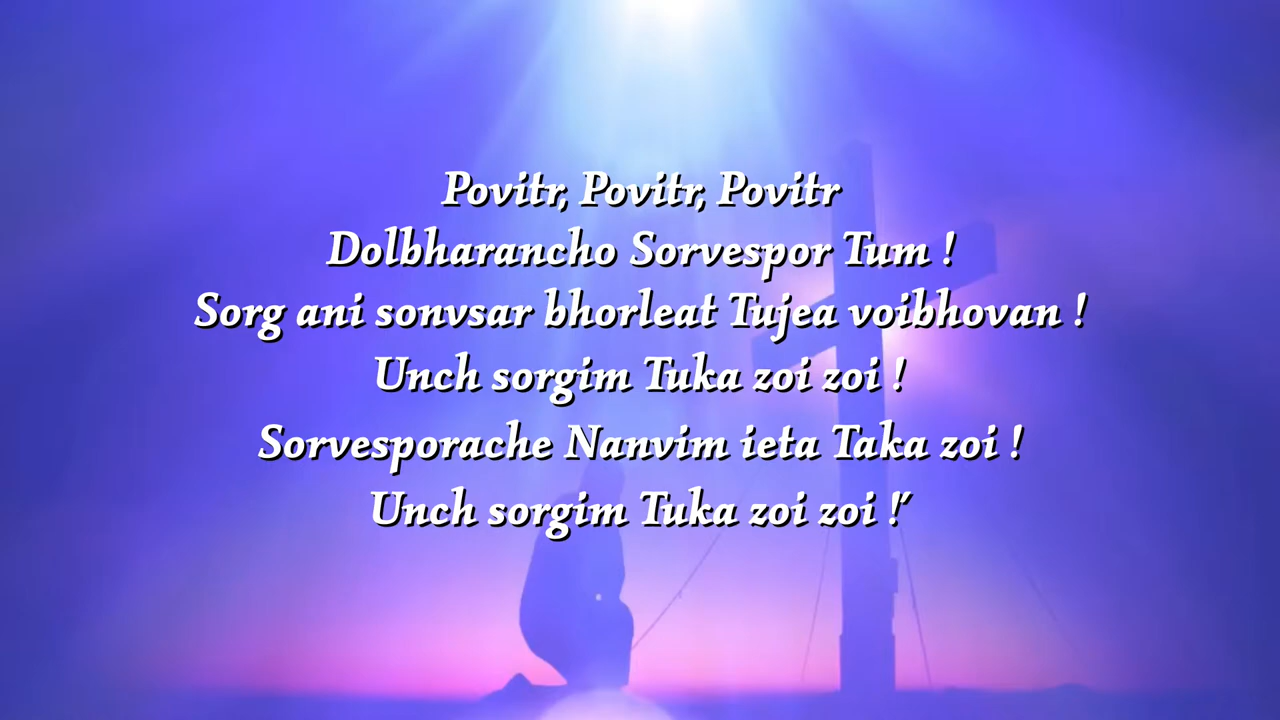 Povitr, Povitr, Povitr
Dolbharancho Sorvespor Tum !
Sorg ani sonvsar bhorleat Tujea voibhovan !
Unch sorgim Tuka zoi zoi !
Sorvesporache Nanvim ieta Taka zoi !
Unch sorgim Tuka zoi zoi !´